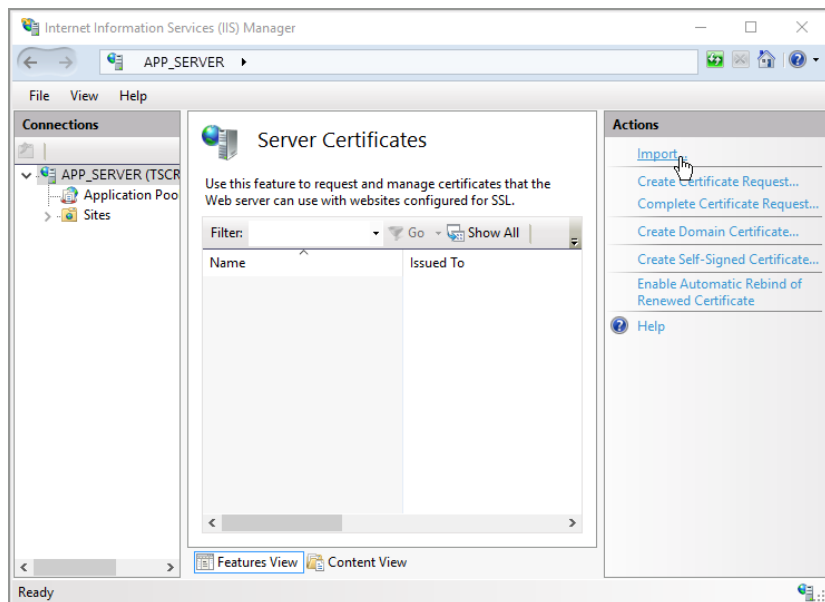 Internet Information Services (IIS) Manager
APP_SERVER
File View Help
Connections
APP_SERVER (TSCR
Application Poo
Sites
Server Certificates
Use this feature to request and manage certificates that the
Web server can use with websites configured for SSL.
Filter: Go Show All
Name Issued To
Features View Content View
Actions
Import...
Create Certificate Request...
Complete Certificate Request...
Create Domain Certificate...
Create Self-Signed Certificate...
Enable Automatic Rebind of
Renewed Certificate
Help
Ready